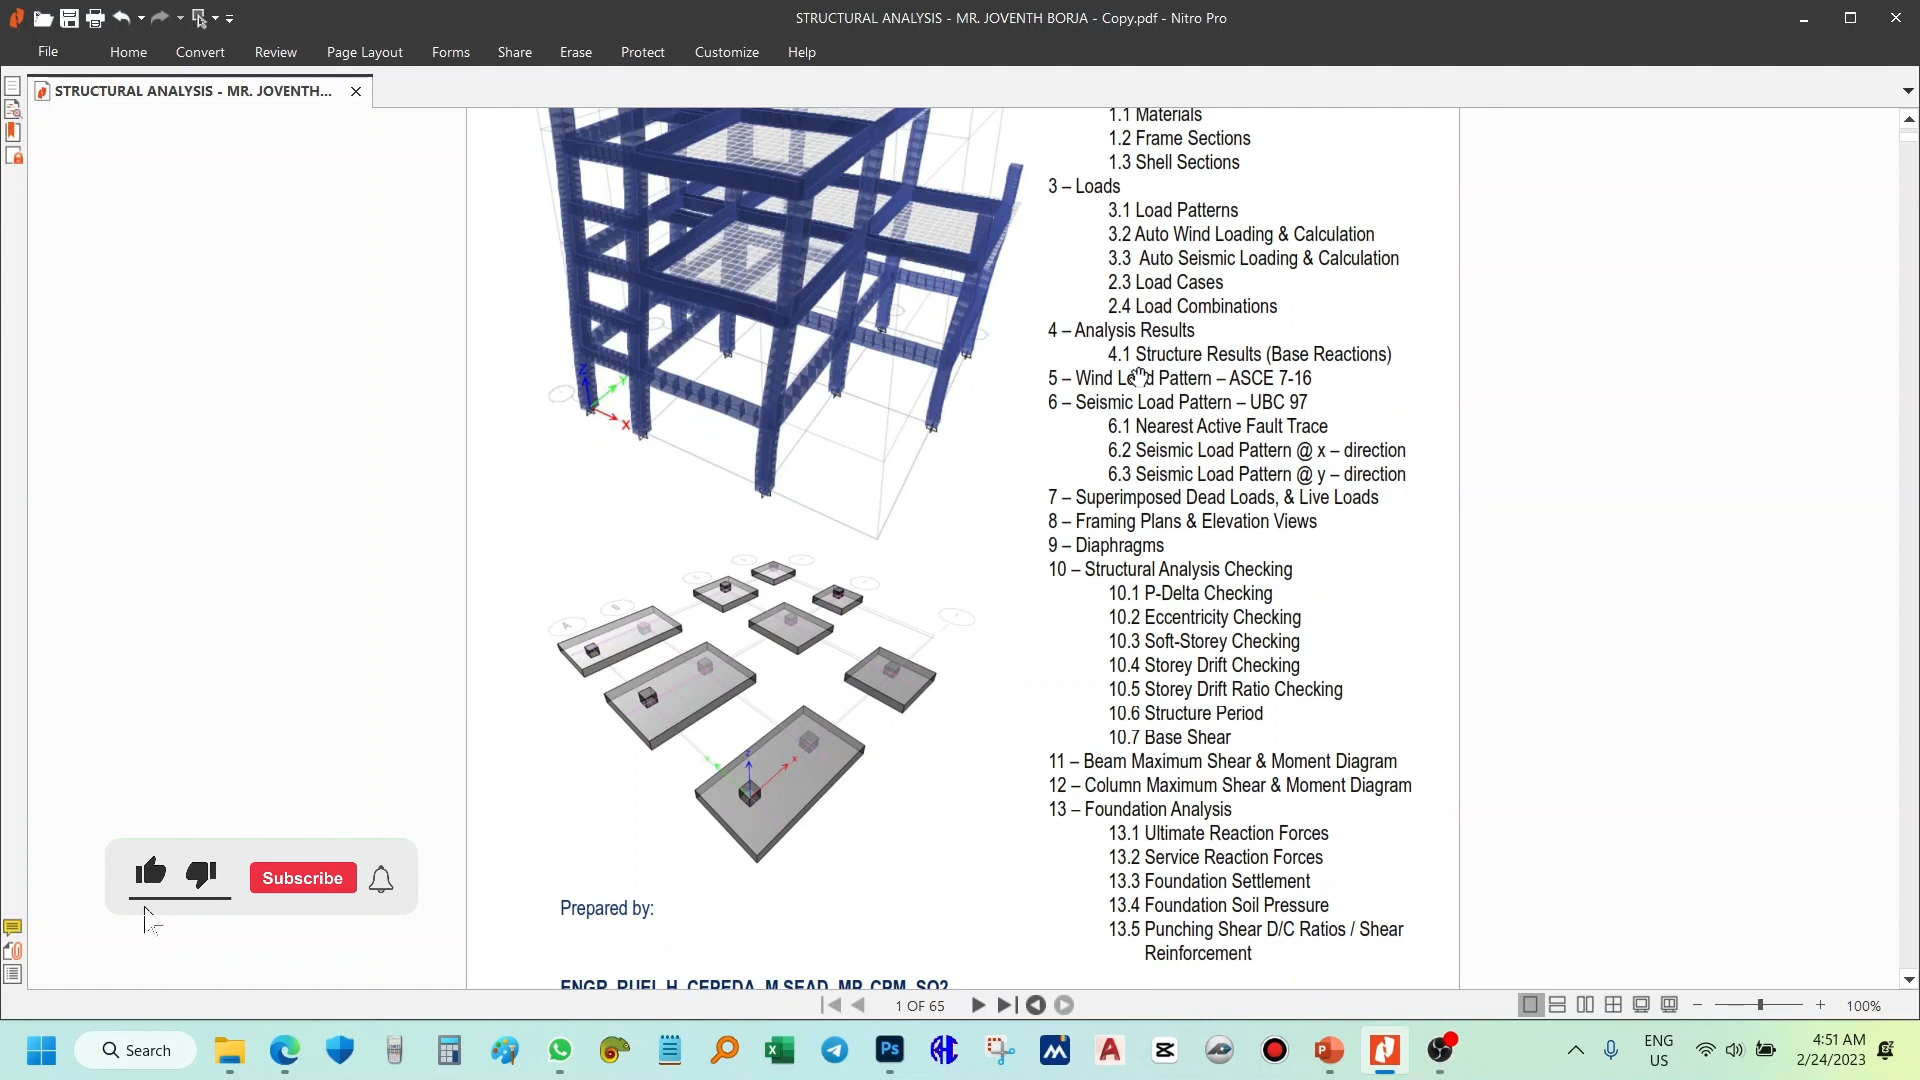 STRUCTURAL ANALYSIS - MR. JOVENTH BORJA - Copy.pdf - Nitro Pro
File
Home
Convert
Review
Page Layout
Forms
Share
Erase
Protect
Customize
Help
STRUCTURAL ANALYSIS - MR. JOVENTH...
1.1 Materials
1.2 Frame Sections
1.3 Shell Sections
3 – Loads
3.1 Load Patterns
3.2 Auto Wind Loading & Calculation
3.3 Auto Seismic Loading & Calculation
2.3 Load Cases
2.4 Load Combinations
4 – Analysis Results
4.1 Structure Results (Base Reactions)
5 – Wind Load Pattern – ASCE 7-16
6 – Seismic Load Pattern – UBC 97
6.1 Nearest Active Fault Trace
6.2 Seismic Load Pattern @ x – direction
6.3 Seismic Load Pattern @ y – direction
7 – Superimposed Dead Loads, & Live Loads
8 – Framing Plans & Elevation Views
9 – Diaphragms
10 – Structural Analysis Checking
10.1 P-Delta Checking
10.2 Eccentricity Checking
10.3 Soft-Storey Checking
10.4 Storey Drift Checking
10.5 Storey Drift Ratio Checking
10.6 Structure Period
10.7 Base Shear
11 – Beam Maximum Shear & Moment Diagram
12 – Column Maximum Shear & Moment Diagram
13 – Foundation Analysis
13.1 Ultimate Reaction Forces
13.2 Service Reaction Forces
13.3 Foundation Settlement
13.4 Foundation Soil Pressure
13.5 Punching Shear D/C Ratios / Shear
Reinforcement
Z
Y
X
A
B
Z
Y
X
Subscribe
Prepared by:
ENGR. RUEL H. CEPEDA, M.SEAD, MP, CRM, SO2
1 OF 65
100%
Search
Ps
ENG
US
4:51 AM
2/24/2023